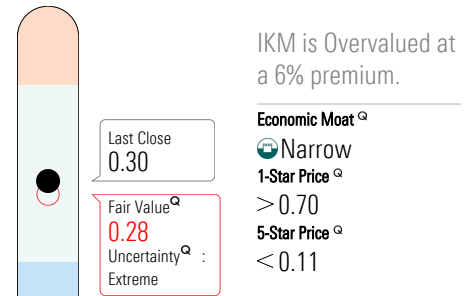 IKM is Overvalued at
a 6% premium.
Economic Moat Q
Narrow
1-Star Price Q
>0.70
5-Star Price Q
<0.11
Last Close
0.30
Fair Value Q
0.28
Uncertainty Q :
Extreme